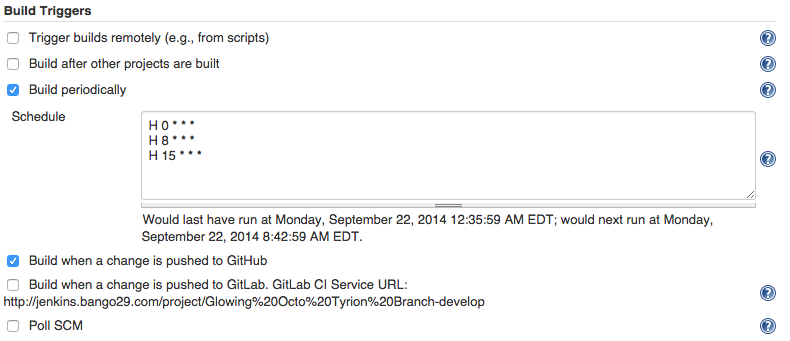 Build Triggers
Trigger builds remotely (e.g., from scripts)
Build after other projects are built
Build periodically
Schedule
H 0 * * *
H 8 * * *
H 15 * * *
Would last have run at Monday, September 22, 2014 12:35:59 AM EDT; would next run at Monday,
September 22, 2014 8:42:59 AM EDT.
Build when a change is pushed to GitHub
Build when a change is pushed to GitLab. GitLab CI Service URL:
http://jenkins.bango29.com/project/Glowing%20Octo%20Tyrion%20Branch-develop
Poll SCM